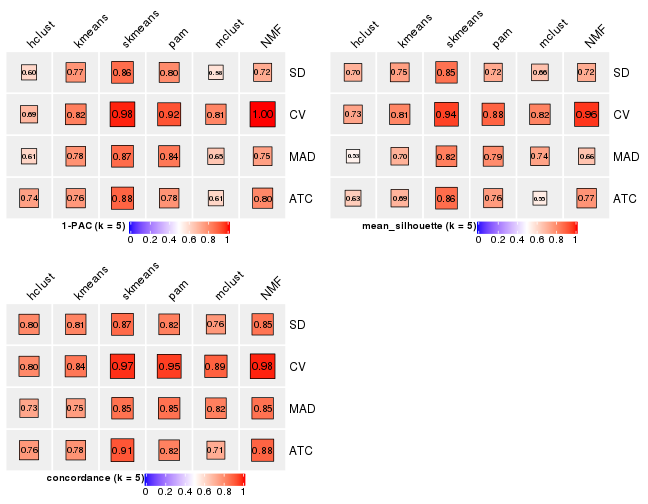 hclust kmeans skmeans pam mclust NMF
0.60 0.77 0.86 0.80 0.58 0.72 SD
0.69 0.82 0.98 0.92 0.81 1.00 CV
0.61 0.78 0.87 0.84 0.65 0.75 MAD
0.74 0.76 0.88 0.78 0.61 0.80 ATC
1-PAC (k = 5)
0 0.2 0.4 0.6 0.8 1
hclust kmeans skmeans pam mclust NMF
0.70 0.75 0.85 0.72 0.66 0.72 SD
0.73 0.81 0.94 0.88 0.82 0.96 CV
0.53 0.70 0.82 0.79 0.74 0.66 MAD
0.63 0.69 0.86 0.76 0.55 0.77 ATC
mean_silhouette (k = 5)
0 0.2 0.4 0.6 0.8 1
hclust kmeans skmeans pam mclust NMF
0.80 0.81 0.87 0.82 0.76 0.85 SD
0.80 0.84 0.97 0.95 0.89 0.98 CV
0.73 0.75 0.85 0.85 0.82 0.85 MAD
0.76 0.78 0.91 0.82 0.71 0.88 ATC
concordance (k = 5)
0 0.2 0.4 0.6 0.8 1